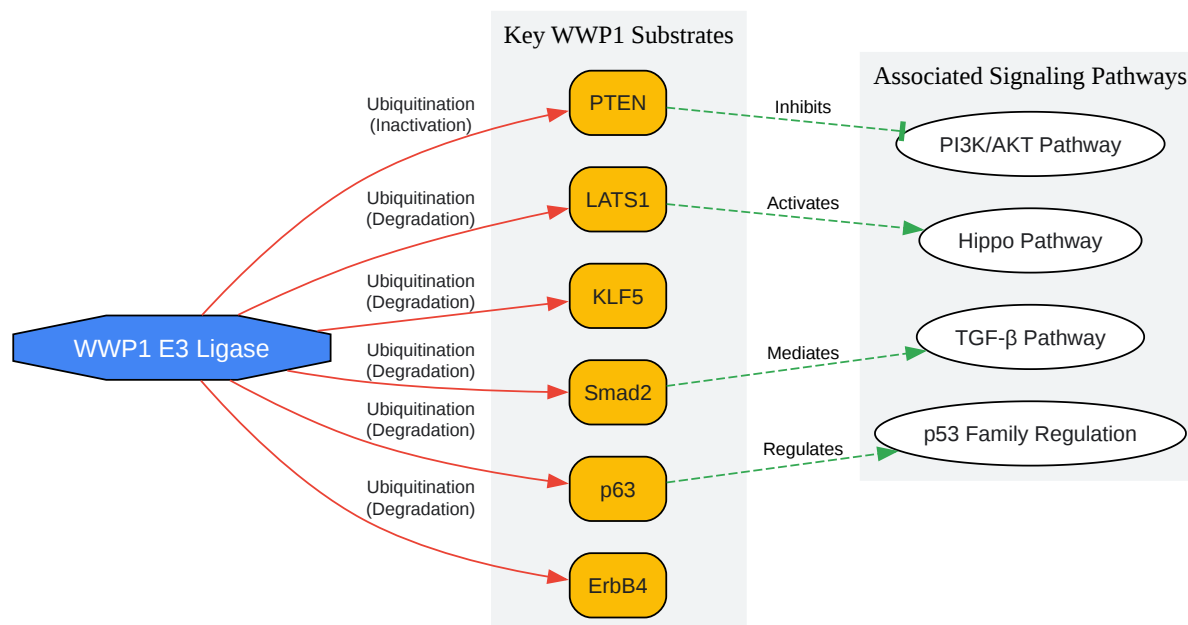 Key WWP1 Substrates
Associated Signaling Pathways
Ubiquitination
(Inactivation)
PTEN
Inhibits
PI3K/AKT Pathway
Ubiquitination
(Degradation)
LATS1
Activates
Hippo Pathway
Ubiquitination
(Degradation)
KLF5
WWP1 E3 Ligase
Ubiquitination
(Degradation)
Smad2
Mediates
TGF-β Pathway
Ubiquitination
(Degradation)
p63
Regulates
p53 Family Regulation
Ubiquitination
(Degradation)
ErbB4